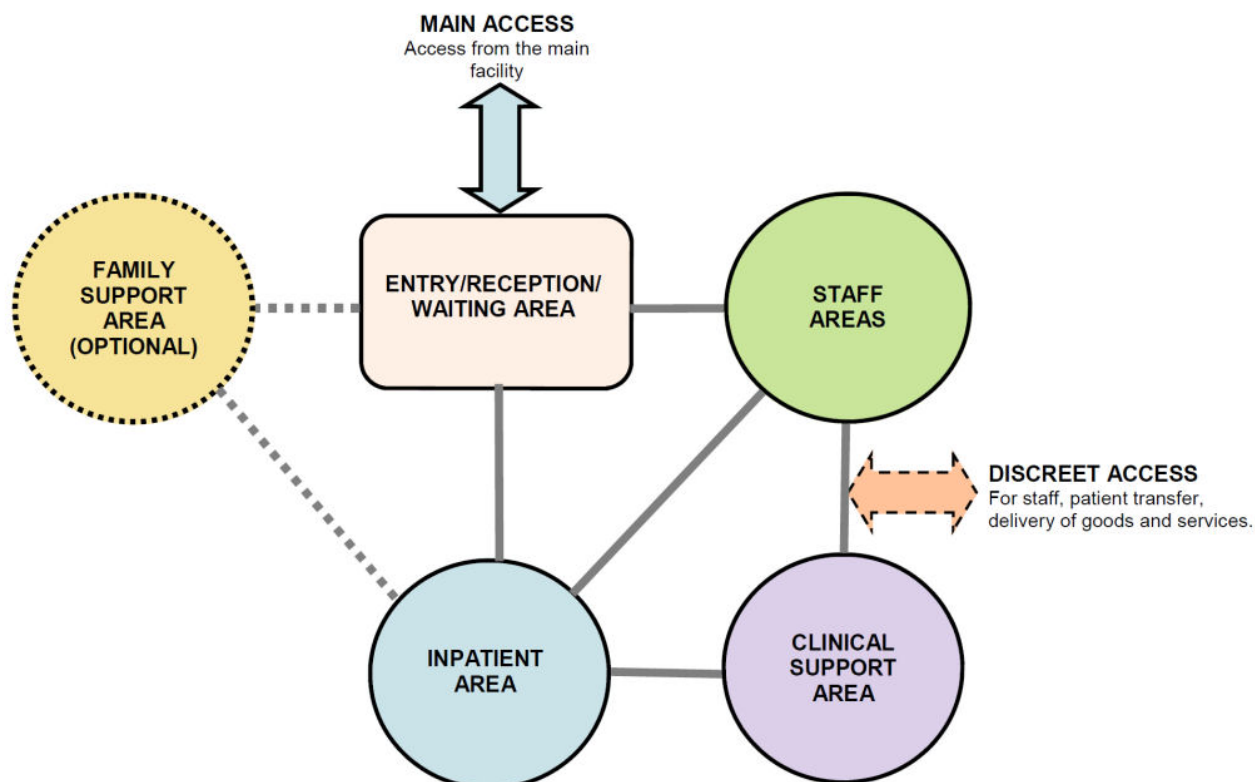 MAIN ACCESS
Access from the main
facility
FAMILY
SUPPORT
AREA
(OPTIONAL)
ENTRY/RECEPTION/
WAITING AREA
STAFF
AREAS
DISCREET ACCESS
For staff, patient transfer,
delivery of goods and services.
INPATIENT
AREA
CLINICAL
SUPPORT
AREA